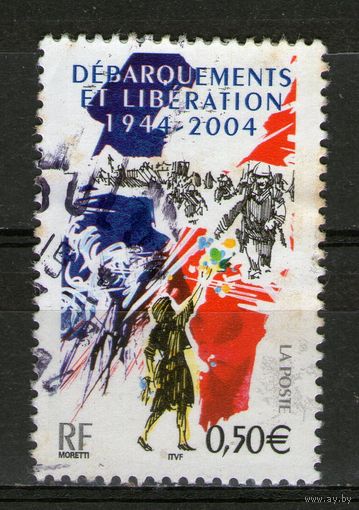 DÉBARQUEMENTS
ET LIBÉRATION
1944-2004
LA POSTE
RF
0,50€
MORETTI
ITVF
www.ay.by